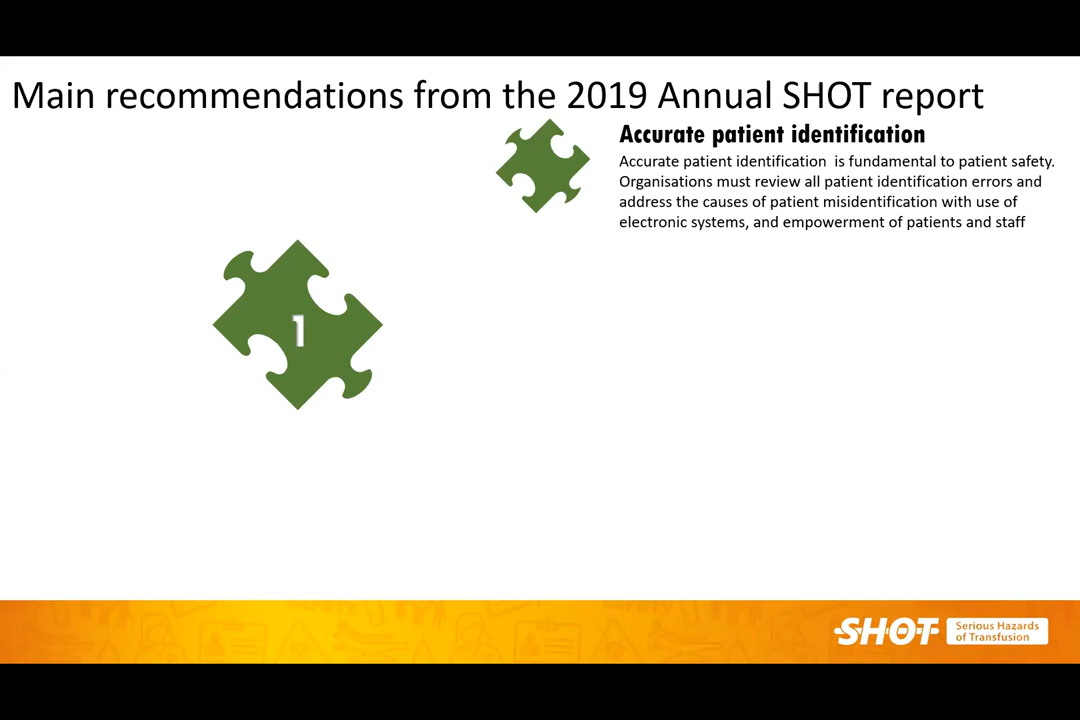 Main recommendations from the 2019 Annual SHOT report
Accurate patient identification
Accurate patient identification  is fundamental to patient safety.
Organisations must review all patient identification errors and
address the causes of patient misidentification with use of
electronic systems, and empowerment of patients and staff
1
SHOT
Serious Hazards
of Transfusion